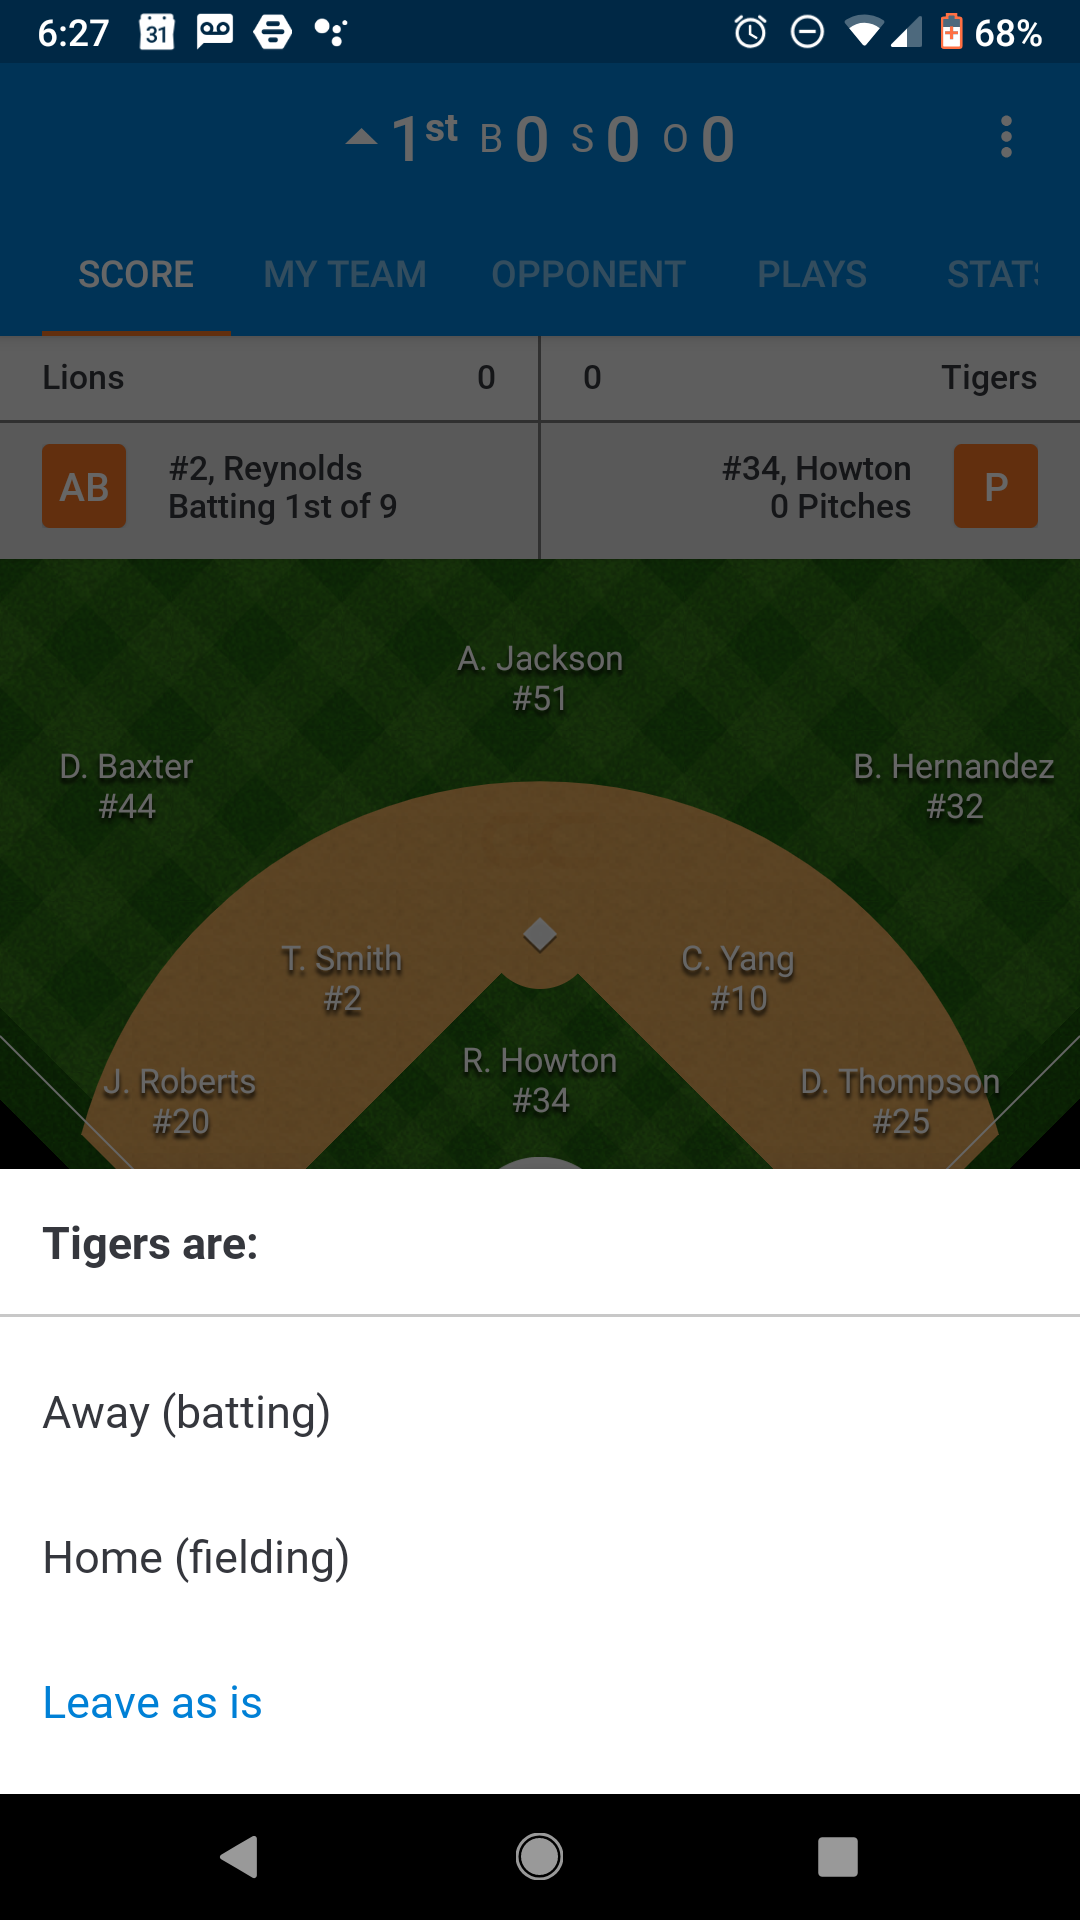 6:27 31 68%
1st B 0 S 0 O 0
SCORE MY TEAM OPPONENT PLAYS STATS
Lions 0 0 Tigers
AB #2, Reynolds #34, Howton P
Batting 1st of 9 0 Pitches
A. Jackson
#51
D. Baxter B. Hernandez
#44 #32
T. Smith C. Yang
#2 #10
R. Howton
#34
J. Roberts D. Thompson
#20 #25
Tigers are:
Away (batting)
Home (fielding)
Leave as is